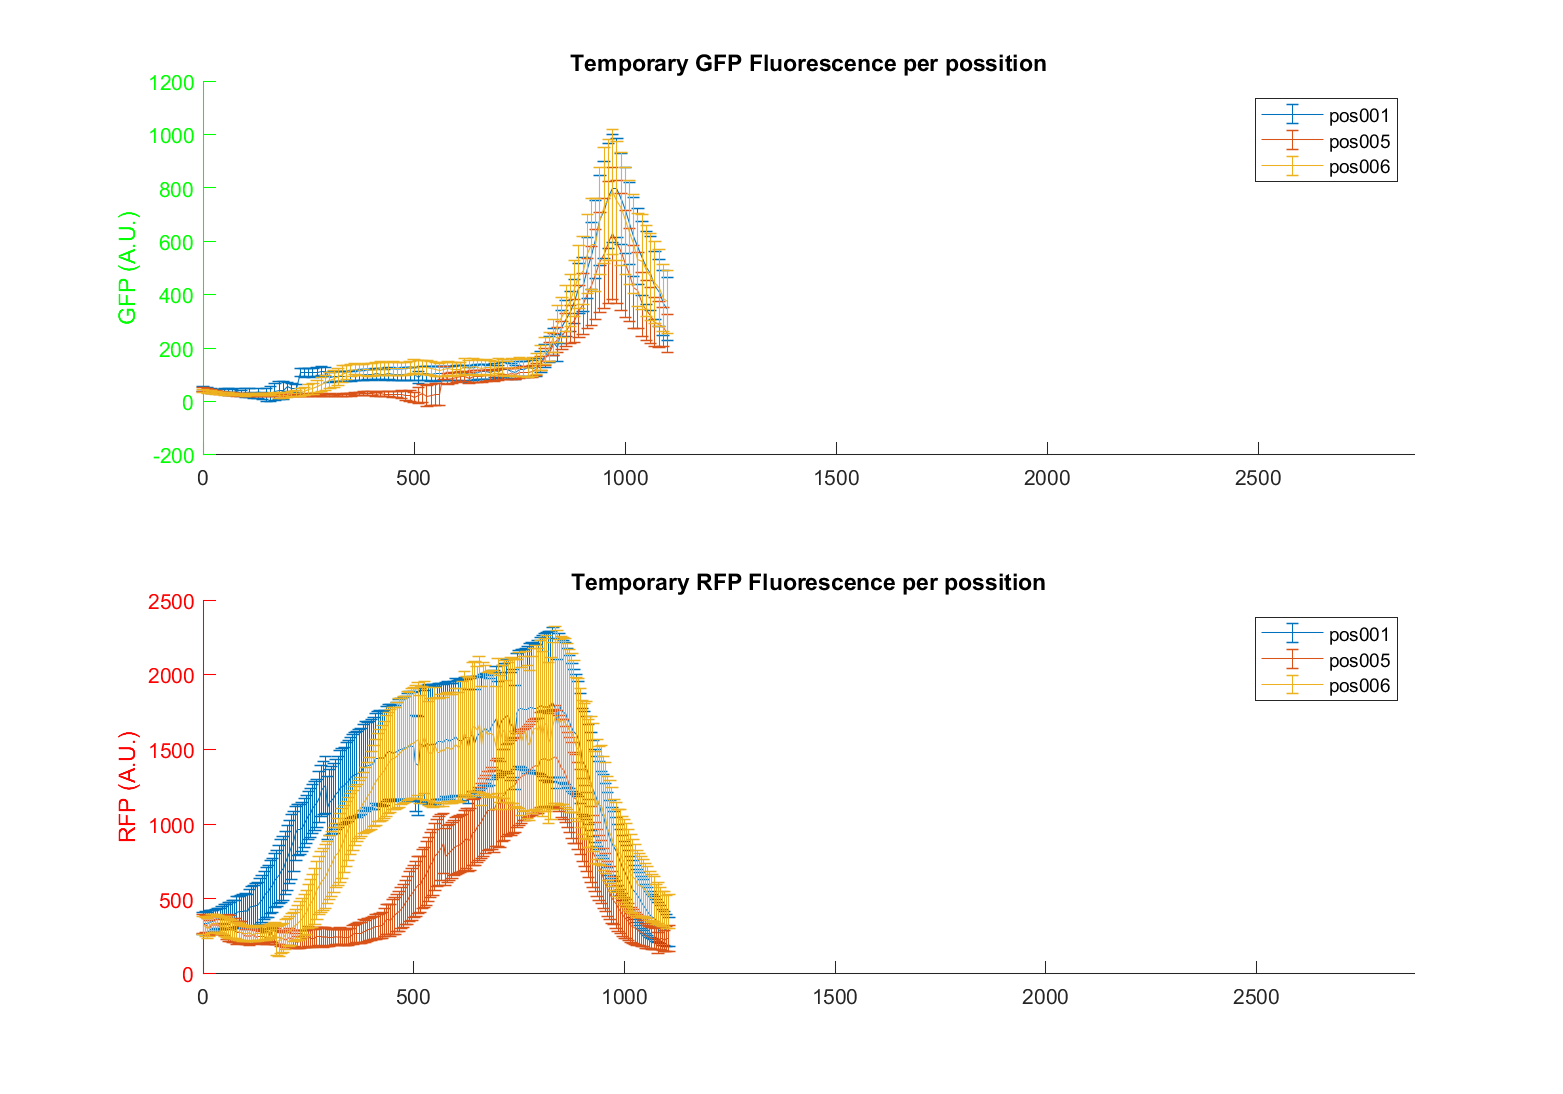 Temporary GFP Fluorescence per possition
1200
1000
800
600
400
200
0
-200
GFP (A.U.)
0 500 1000 1500 2000 2500
pos001
pos005
pos006
Temporary RFP Fluorescence per possition
2500
2000
1500
1000
500
0
RFP (A.U.)
0 500 1000 1500 2000 2500
pos001
pos005
pos006